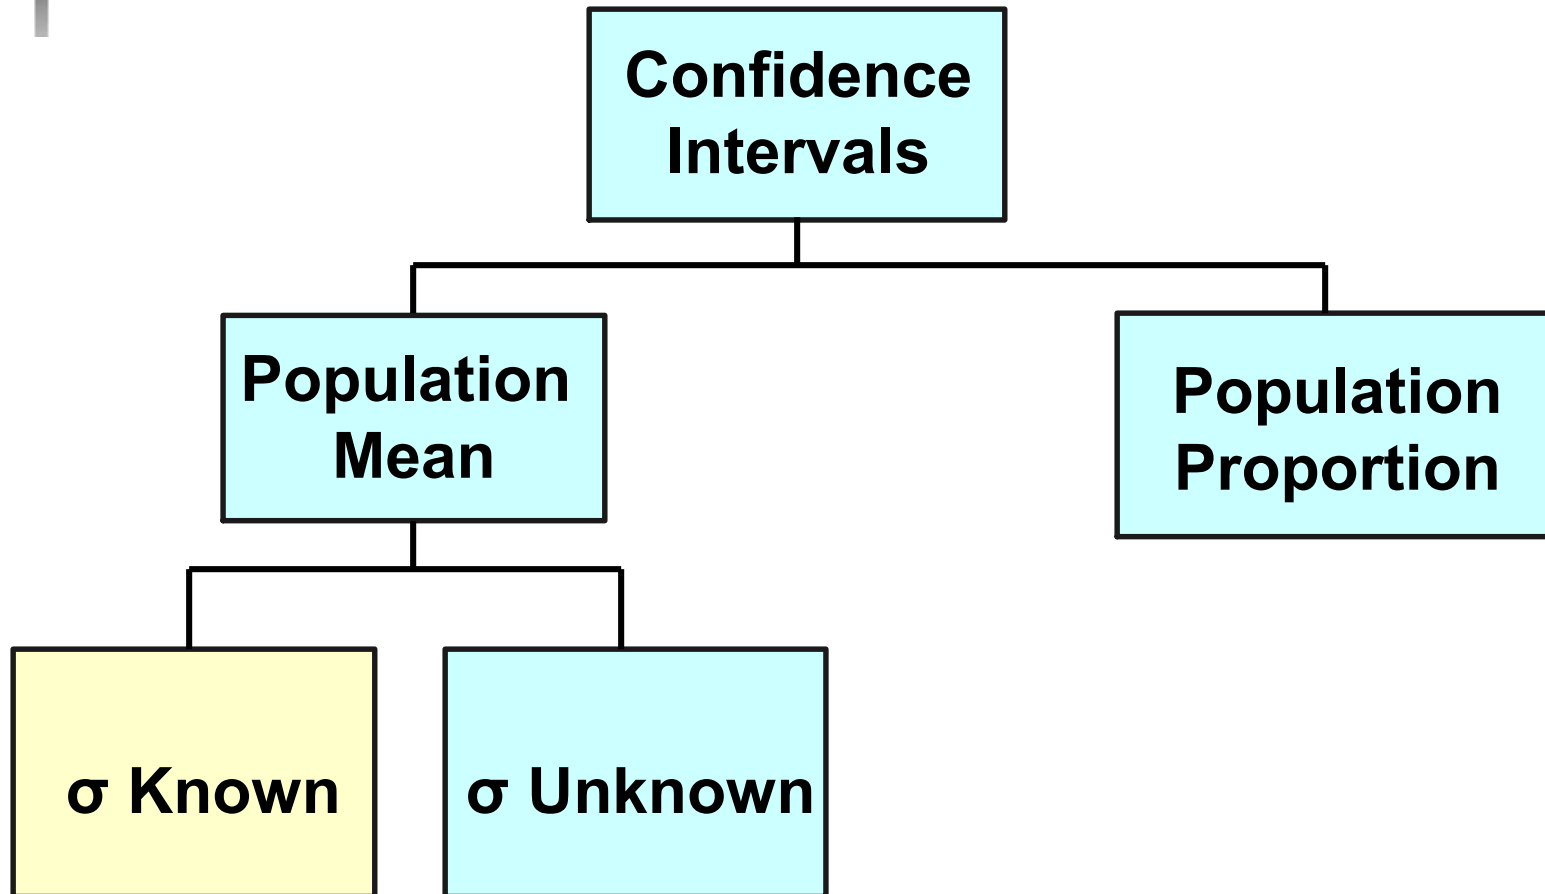 Confidence
Intervals
Population
Mean
Population
Proportion
σ Known
σ Unknown